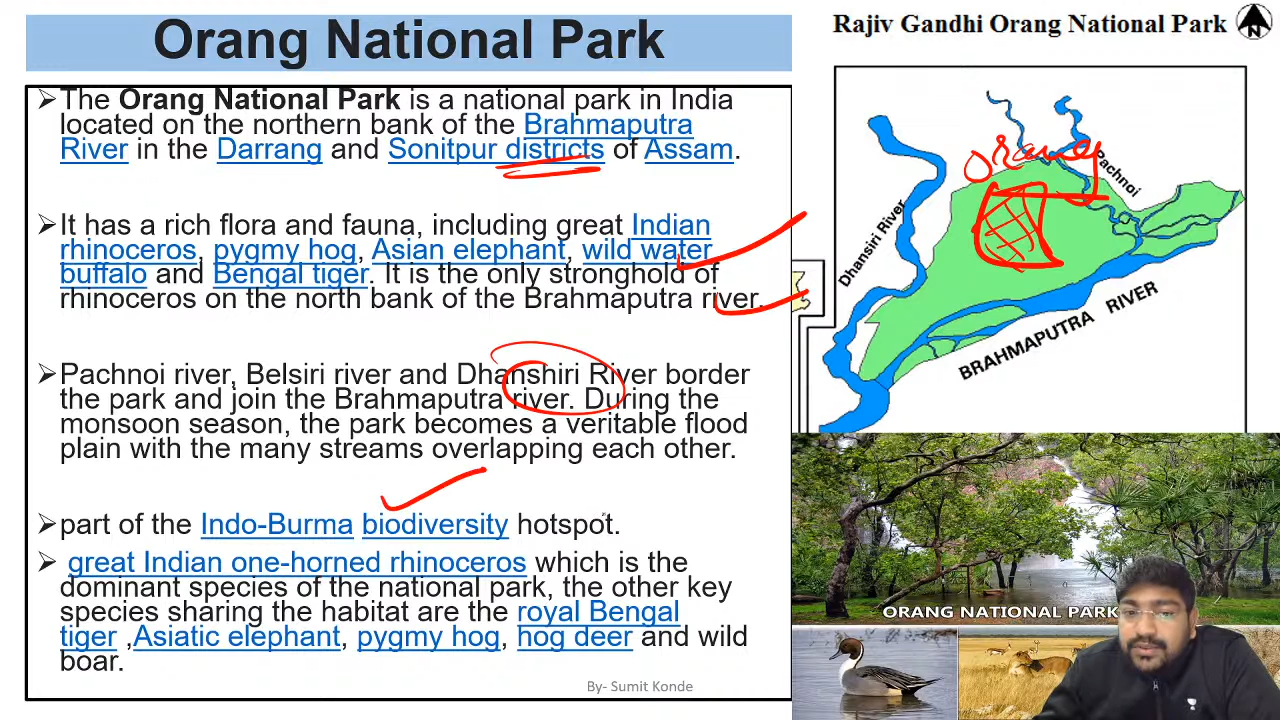 Orang National Park
Rajiv Gandhi Orang National Park
N
➢The Orang National Park is a national park in India
located on the northern bank of the Brahmaputra
River in the Darrang and Sonitpur districts of Assam.
➢It has a rich flora and fauna, including great Indian
rhinoceros, pygmy hog, Asian elephant, wild water
buffalo and Bengal tiger. It is the only stronghold of
rhinoceros on the north bank of the Brahmaputra river.
➢Pachnoi river, Belsiri river and Dhanshiri River border
the park and join the Brahmaputra river. During the
monsoon season, the park becomes a veritable flood
plain with the many streams overlapping each other.
➢part of the Indo-Burma biodiversity hotspot.
➢ great Indian one-horned rhinoceros which is the
dominant species of the national park, the other key
species sharing the habitat are the royal Bengal
tiger ,Asiatic elephant, pygmy hog, hog deer and wild
boar.
By- Sumit Konde
Orang
Pachnoi
Dhansiri River
BRAHMAPUTRA RIVER
ORANG NATIONAL PARK